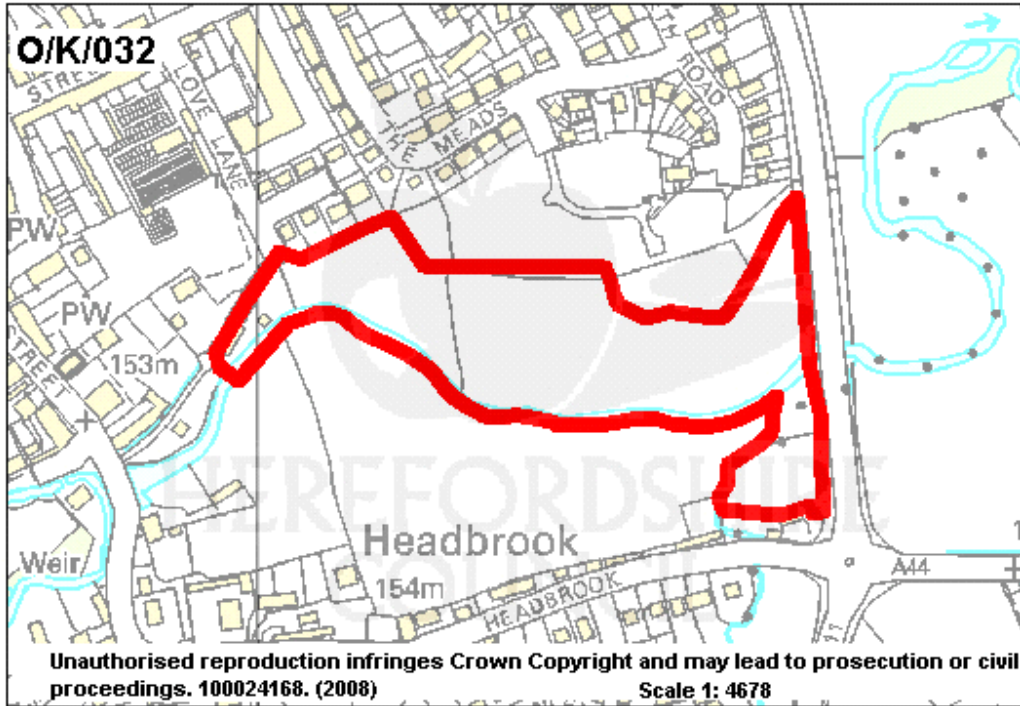 O/K/032
STREET
LOVE LANE
THE MEADS
ROAD
PW
PW
STREET
153m
HEREFORDSHIRE
COUNCIL
Headbrook
154m
HEADBROOK
Weir
A44
Unauthorised reproduction infringes Crown Copyright and may lead to prosecution or civil
proceedings. 100024168. (2008)
Scale 1: 4678